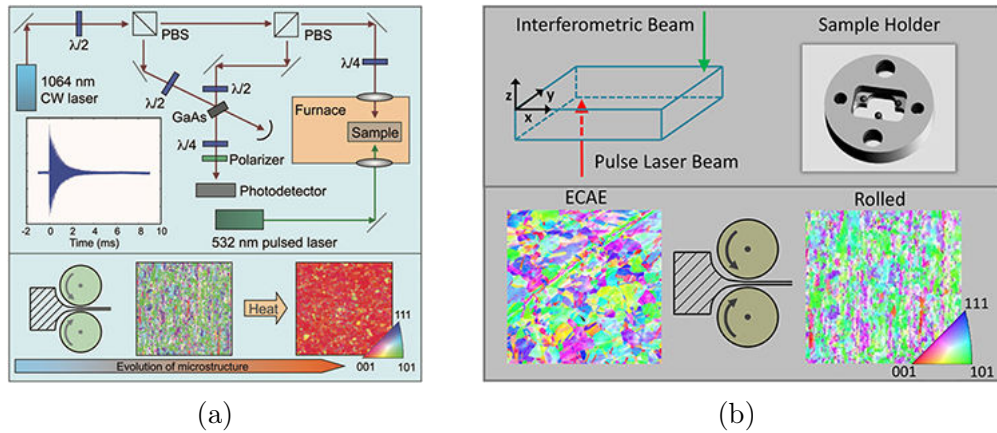 PBS
PBS
λ/2
λ/4
λ/2
λ/2
1064 nm
CW laser
GaAs
Furnace
Sample
λ/4
Polarizer
Photodetector
-2 0 2 4 6 8 10
Time (ms)
532 nm pulsed laser
Heat
111
001 101
Evolution of microstructure
(a)
Interferometric Beam
Sample Holder
z y
x
Pulse Laser Beam
ECAE
Rolled
111
001 101
(b)